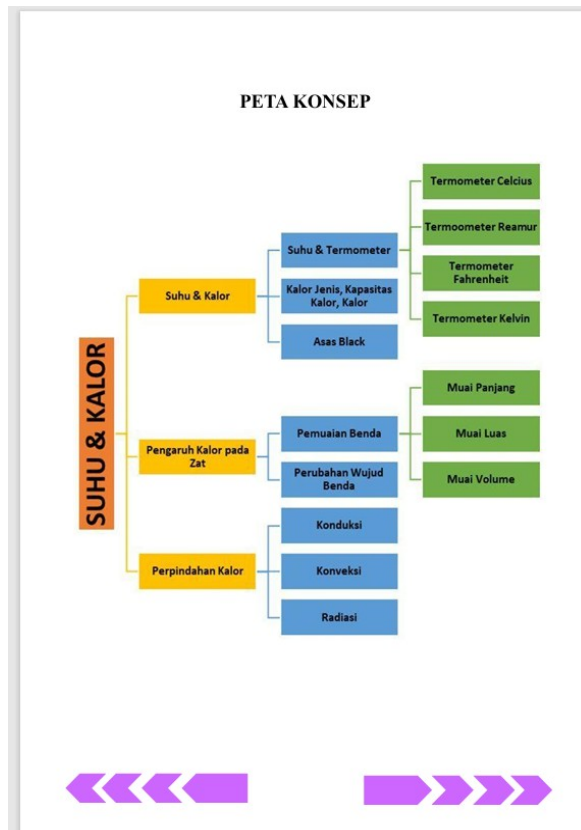 PETA KONSEP
SUHU & KALOR
Suhu & Kalor
Suhu & Termometer
Termometer Celcius
Termoometer Reamur
Termometer
Fahrenheit
Termometer Kelvin
Kalor Jenis, Kapasitas
Kalor, Kalor
Asas Black
Pengaruh Kalor pada
Zat
Pemuaian Benda
Muai Panjang
Muai Luas
Muai Volume
Perubahan Wujud
Benda
Perpindahan Kalor
Konduksi
Konveksi
Radiasi